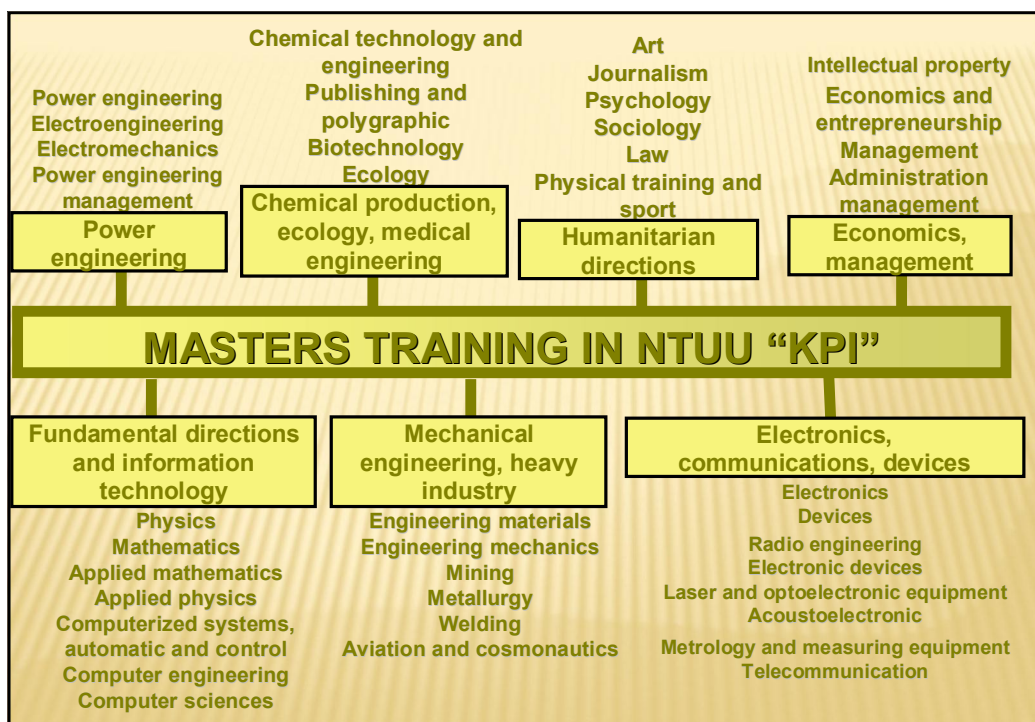 Power engineering
Electroengineering
Electromechanics
Power engineering
management
Power
engineering
Chemical technology and
engineering
Publishing and
polygraphic
Biotechnology
Ecology
Chemical production,
ecology, medical
engineering
Art
Journalism
Psychology
Sociology
Law
Physical training and
sport
Humanitarian
directions
Intellectual property
Economics and
entrepreneurship
Management
Administration
management
Economics,
management
MASTERS TRAINING IN NTUU “KPI”
Fundamental directions
and information
technology
Physics
Mathematics
Applied mathematics
Applied physics
Computerized systems,
automatic and control
Computer engineering
Computer sciences
Mechanical
engineering, heavy
industry
Engineering materials
Engineering mechanics
Mining
Metallurgy
Welding
Aviation and cosmonautics
Electronics,
communications, devices
Electronics
Devices
Radio engineering
Electronic devices
Laser and optoelectronic equipment
Acoustoelectronic
Metrology and measuring equipment
Telecommunication